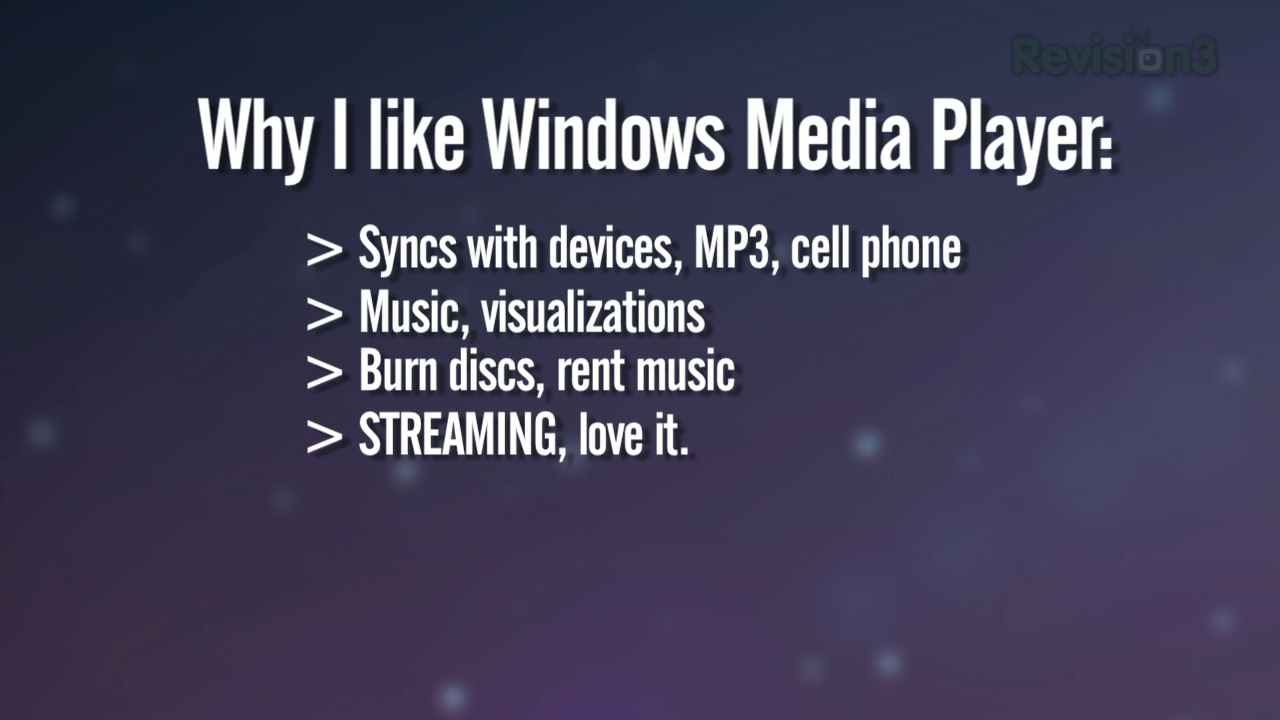 Revision3
Why I like Windows Media Player:
> Syncs with devices, MP3, cell phone
> Music, visualizations
> Burn discs, rent music
> STREAMING, love it.